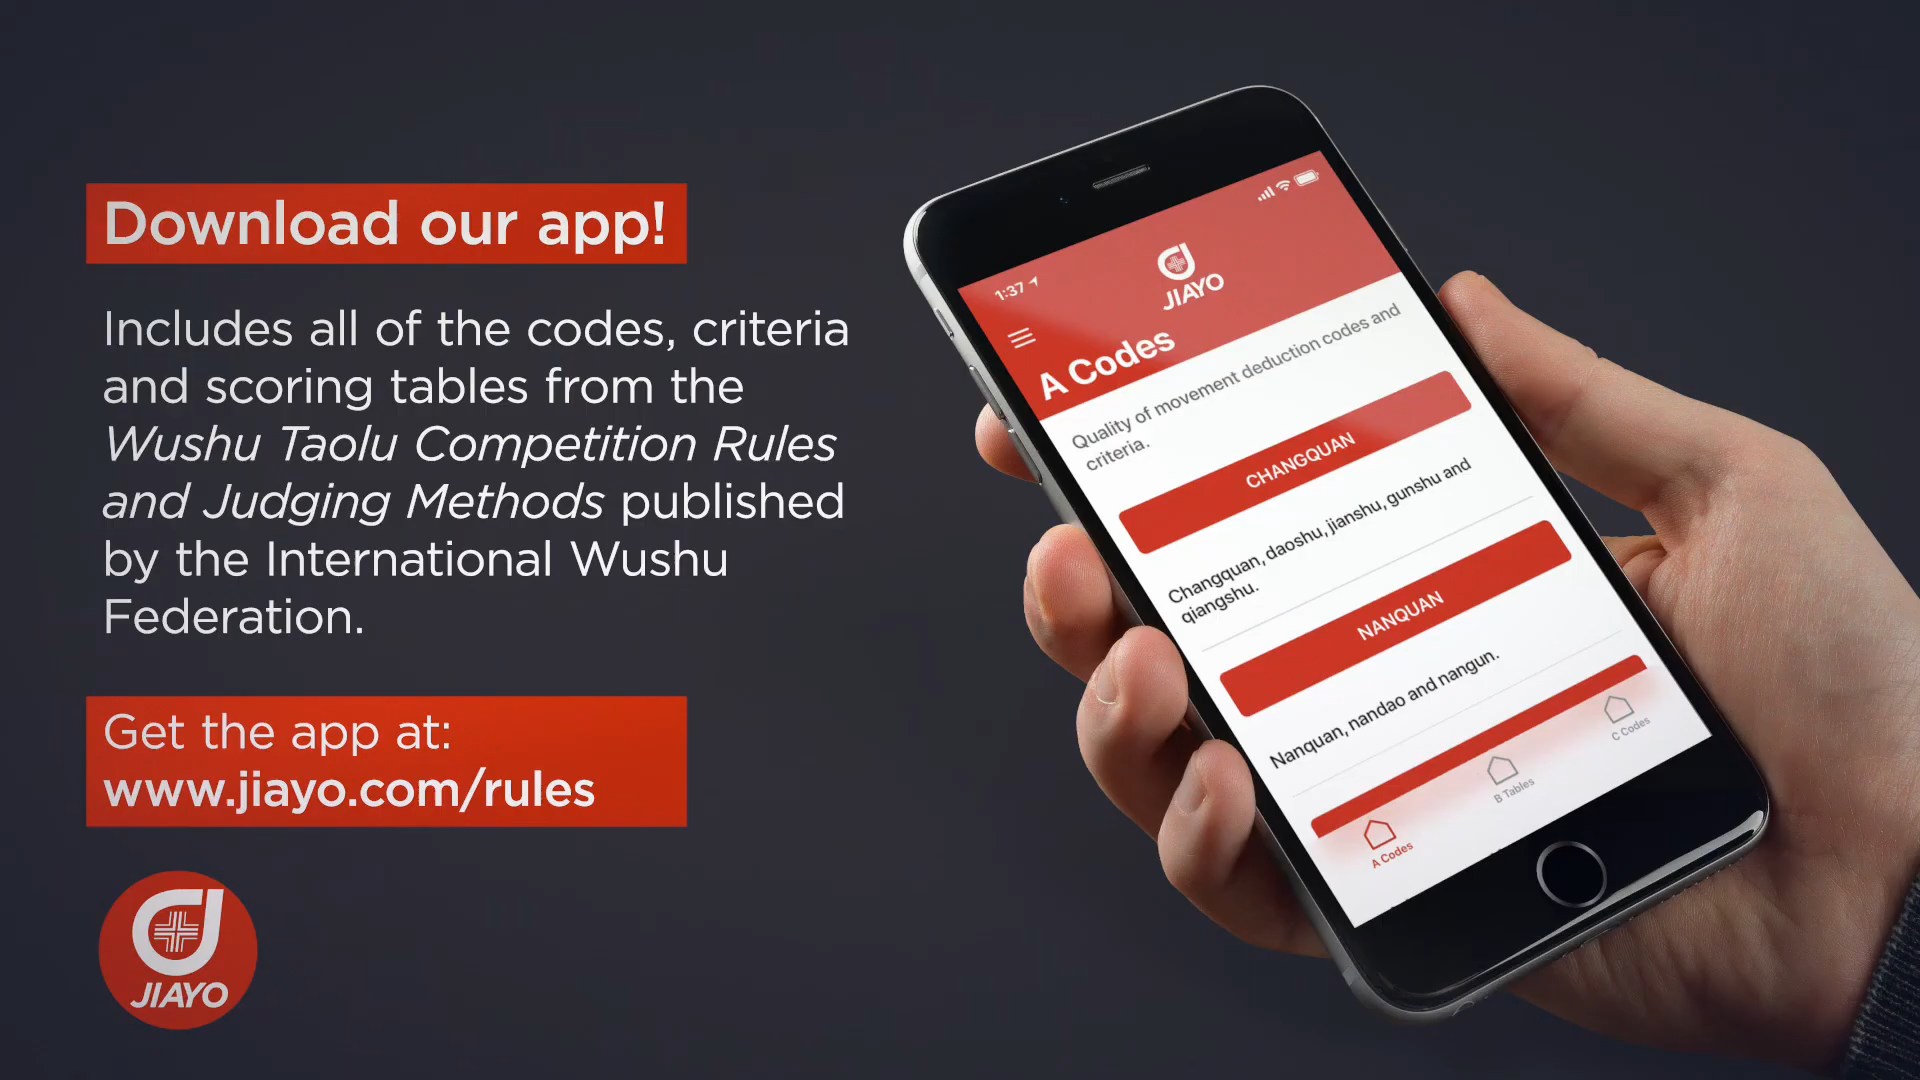 Download our app!
Includes all of the codes, criteria
and scoring tables from the
Wushu Taolu Competition Rules
and Judging Methods published
by the International Wushu
Federation.
Get the app at:
www.jiayo.com/rules
JIAYO
1:37
JIAYO
A Codes
Quality of movement deduction codes and
criteria.
CHANGQUAN
Changquan, daoshu, jianshu, gunshu and
qiangshu.
NANQUAN
Nanquan, nandao and nangun.
A Codes
B Tables
C Codes